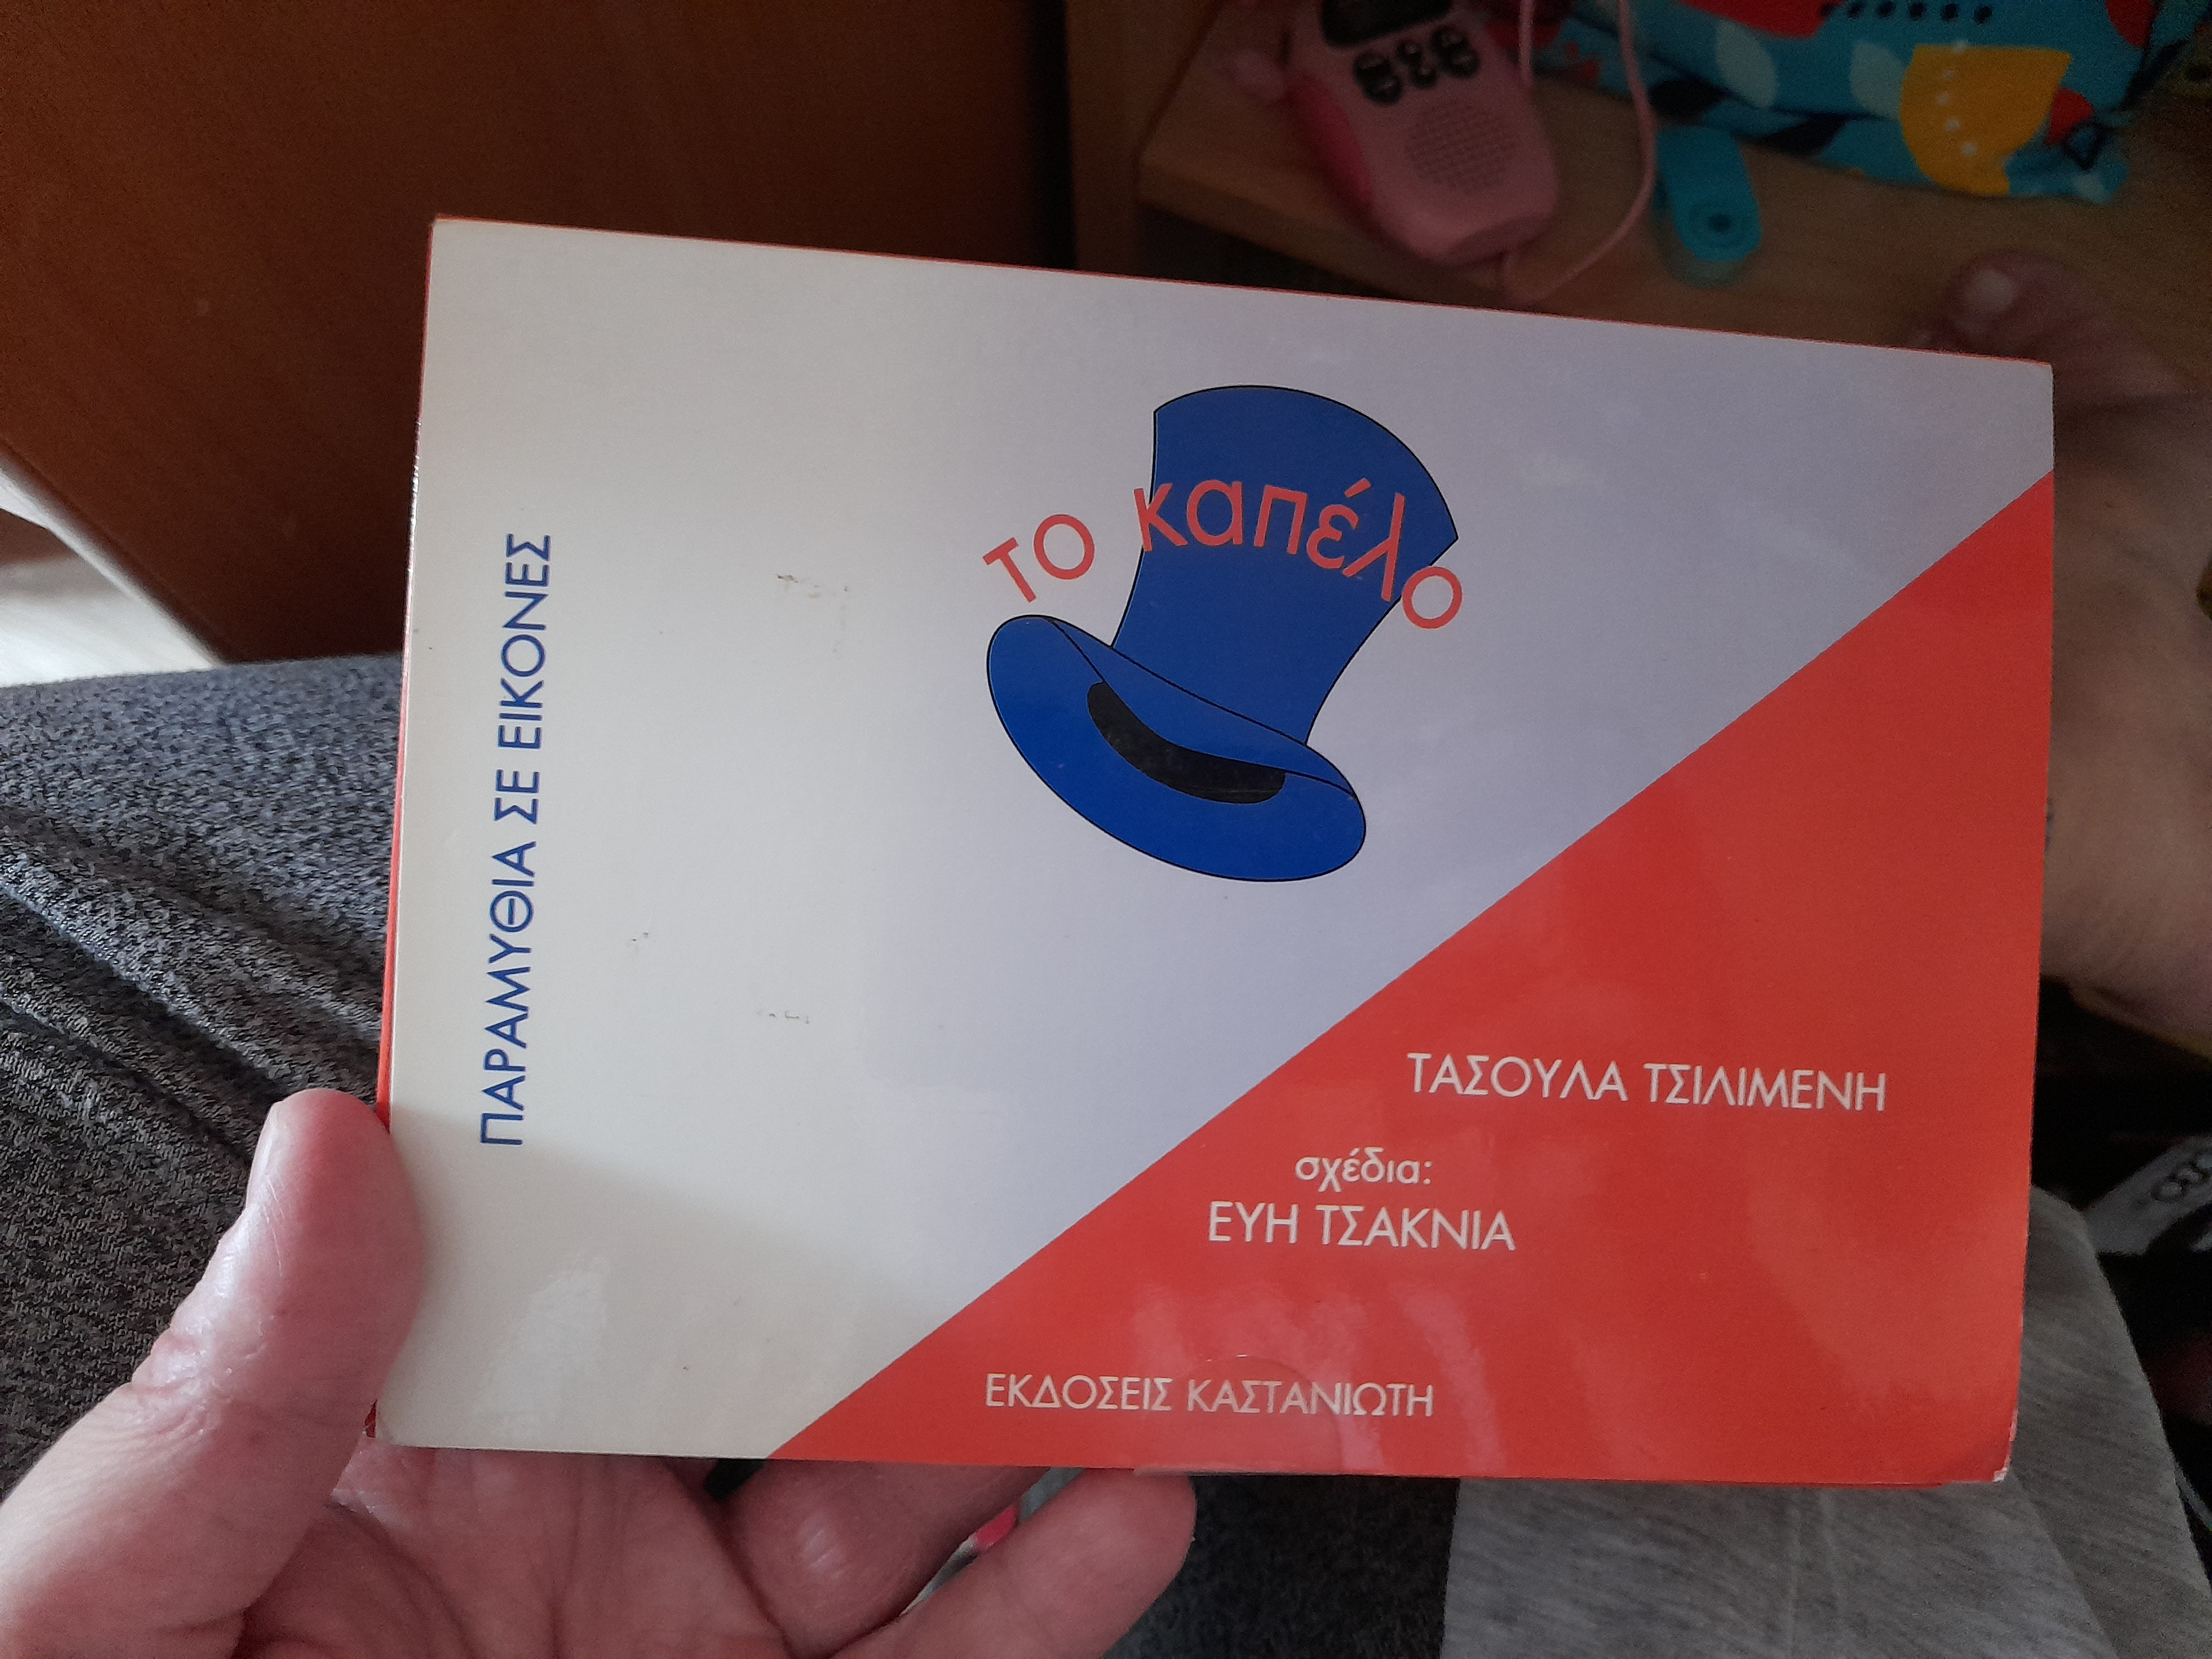 ΠΑΡΑΜΥΘΙΑ ΣΕ ΕΙΚΟΝΕΣ
το καπέλο
ΤΑΣΟΥΛΑ ΤΣΙΛΙΜΕΝΗ
σχέδια:
ΕΥΗ ΤΣΑΚΝΙΑ
ΕΚΔΟΣΕΙΣ ΚΑΣΤΑΝΙΩΤΗ